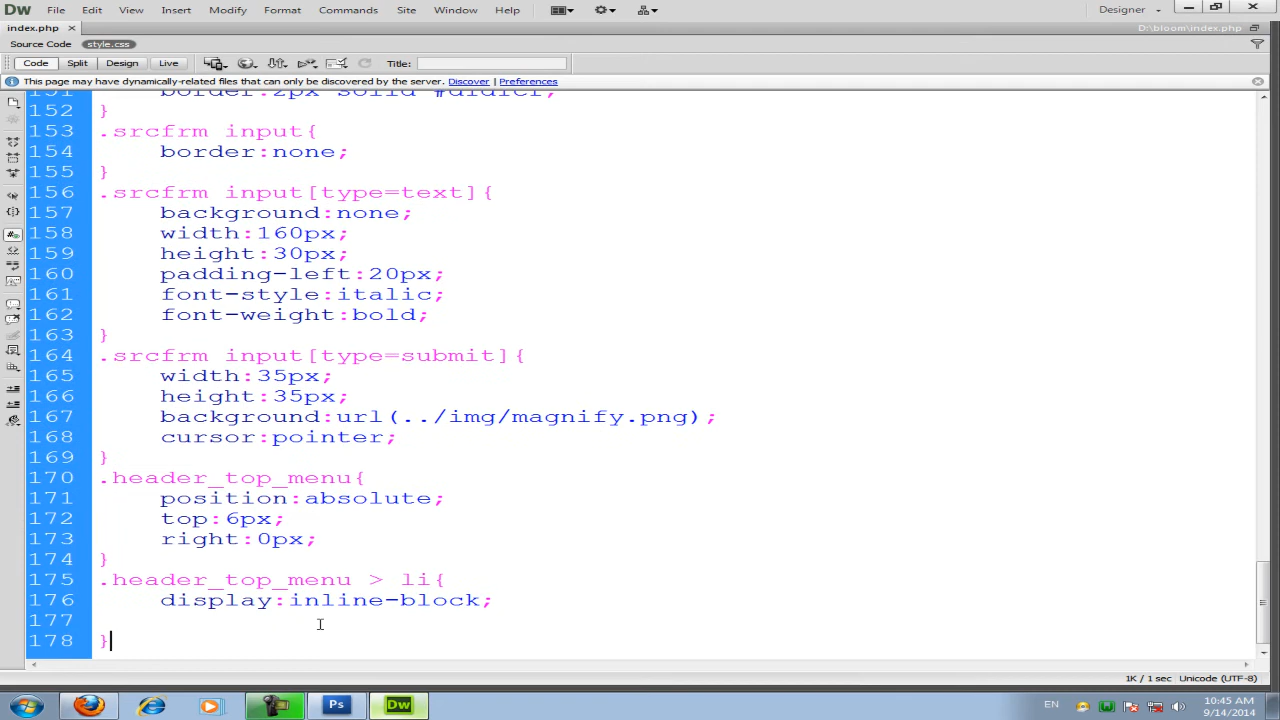 Dw File Edit View Insert Modify Format Commands Site Window Help Designer
index.php × D:\bloom\index.php
Source Code style.css
Code Split Design Live Title:
This page may have dynamically-related files that can only be discovered by the server. Discover Preferences
152 }
153 .srcfrm input{
154 border:none;
155 }
156 .srcfrm input[type=text]{
157 background:none;
158 width:160px;
159 height:30px;
160 padding-left:20px;
161 font-style:italic;
162 font-weight:bold;
163 }
164 .srcfrm input[type=submit]{
165 width:35px;
166 height:35px;
167 background:url(../img/magnify.png);
168 cursor:pointer;
169 }
170 .header_top_menu{
171 position:absolute;
172 top:6px;
173 right:0px;
174 }
175 .header_top_menu > li{
176 display:inline-block;
177
178 }
1K / 1 sec Unicode (UTF-8)
Ps Dw EN 10:45 AM
9/14/2014